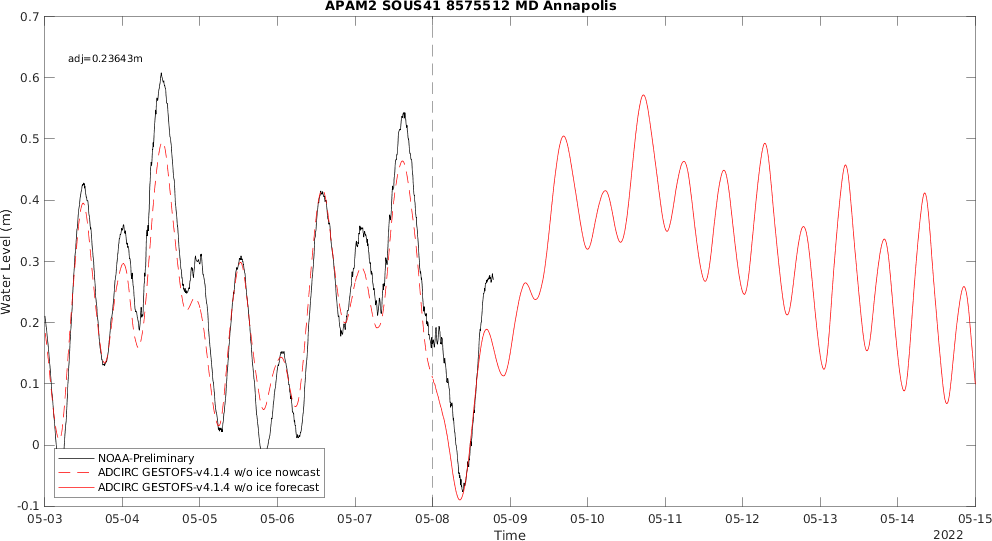 APAM2 SOUS41 8575512 MD Annapolis
adj=0.23643m
Water Level (m)
0.7
0.6
0.5
0.4
0.3
0.2
0.1
0
-0.1
NOAA-Preliminary
ADCIRC GESTOFS-v4.1.4 w/o ice nowcast
ADCIRC GESTOFS-v4.1.4 w/o ice forecast
05-03 05-04 05-05 05-06 05-07 05-08 05-09 05-10 05-11 05-12 05-13 05-14 05-15
Time
2022